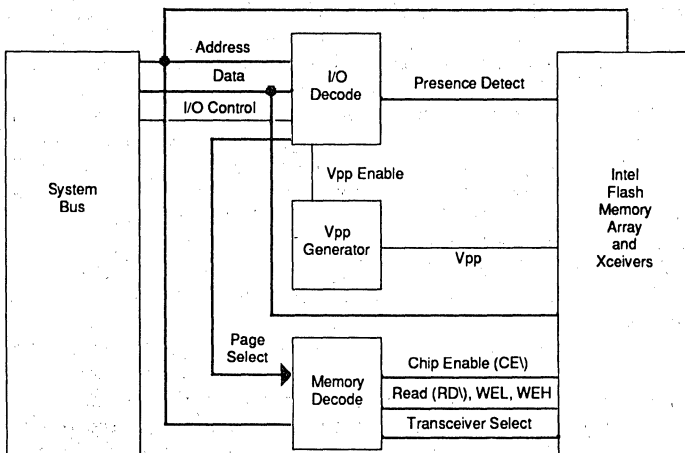 Address
Data
I/O Control
I/O
Decode
Presence Detect
Vpp Enable
System
Bus
Vpp
Generator
Vpp
Intel
Flash
Memory
Array
and
Xceivers
Page
Select
Memory
Decode
Chip Enable (CE\)
Read (RD\), WEL, WEH
Transceiver Select